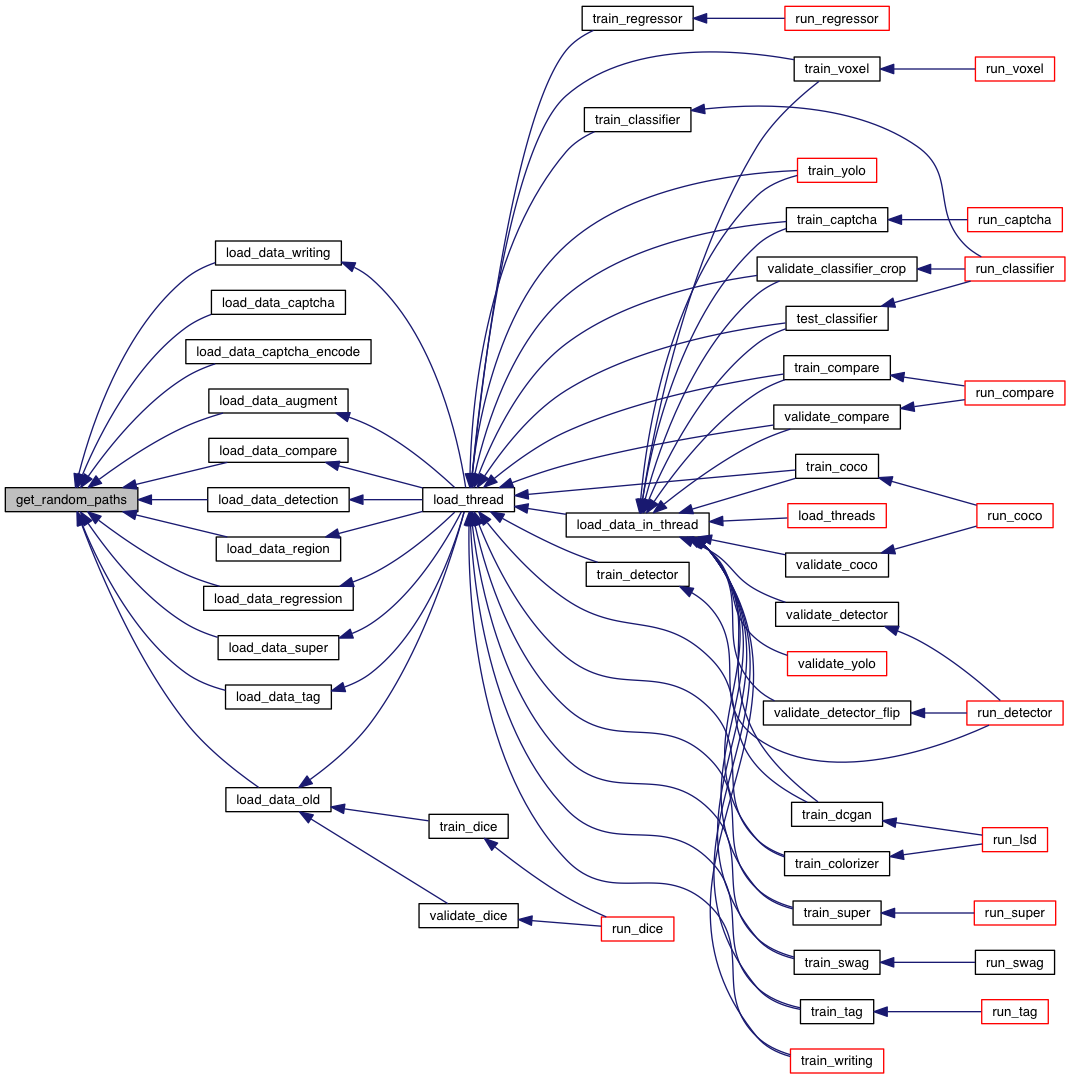 train_regressor
run_regressor
train_voxel
run_voxel
train_classifier
train_yolo
train_captcha
run_captcha
load_data_writing
validate_classifier_crop
run_classifier
load_data_captcha
test_classifier
load_data_captcha_encode
train_compare
run_compare
load_data_augment
validate_compare
load_data_compare
train_coco
get_random_paths
load_data_detection
load_thread
load_data_in_thread
load_threads
run_coco
load_data_region
validate_coco
train_detector
load_data_regression
validate_detector
load_data_super
validate_yolo
load_data_tag
validate_detector_flip
run_detector
load_data_old
train_dice
train_dcgan
run_lsd
train_colorizer
validate_dice
run_dice
train_super
run_super
train_swag
run_swag
train_tag
run_tag
train_writing